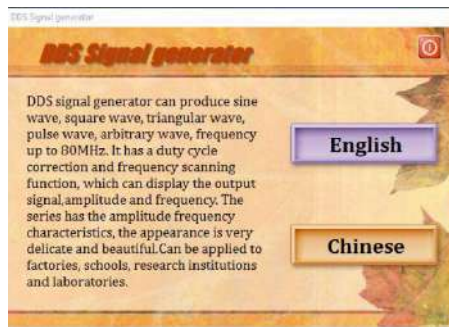 DDS Signal generator
DDS Signal generator
DDS signal generator can produce sine
wave, square wave, triangular wave,
pulse wave, arbitrary wave, frequency
up to 80MHz. It has a duty cycle
correction and frequency scanning
function, which can display the output
signal,amplitude and frequency. The
series has the amplitude frequency
characteristics, the appearance is very
delicate and beautiful.Can be applied to
factories, schools, research institutions
and laboratories.
English
Chinese